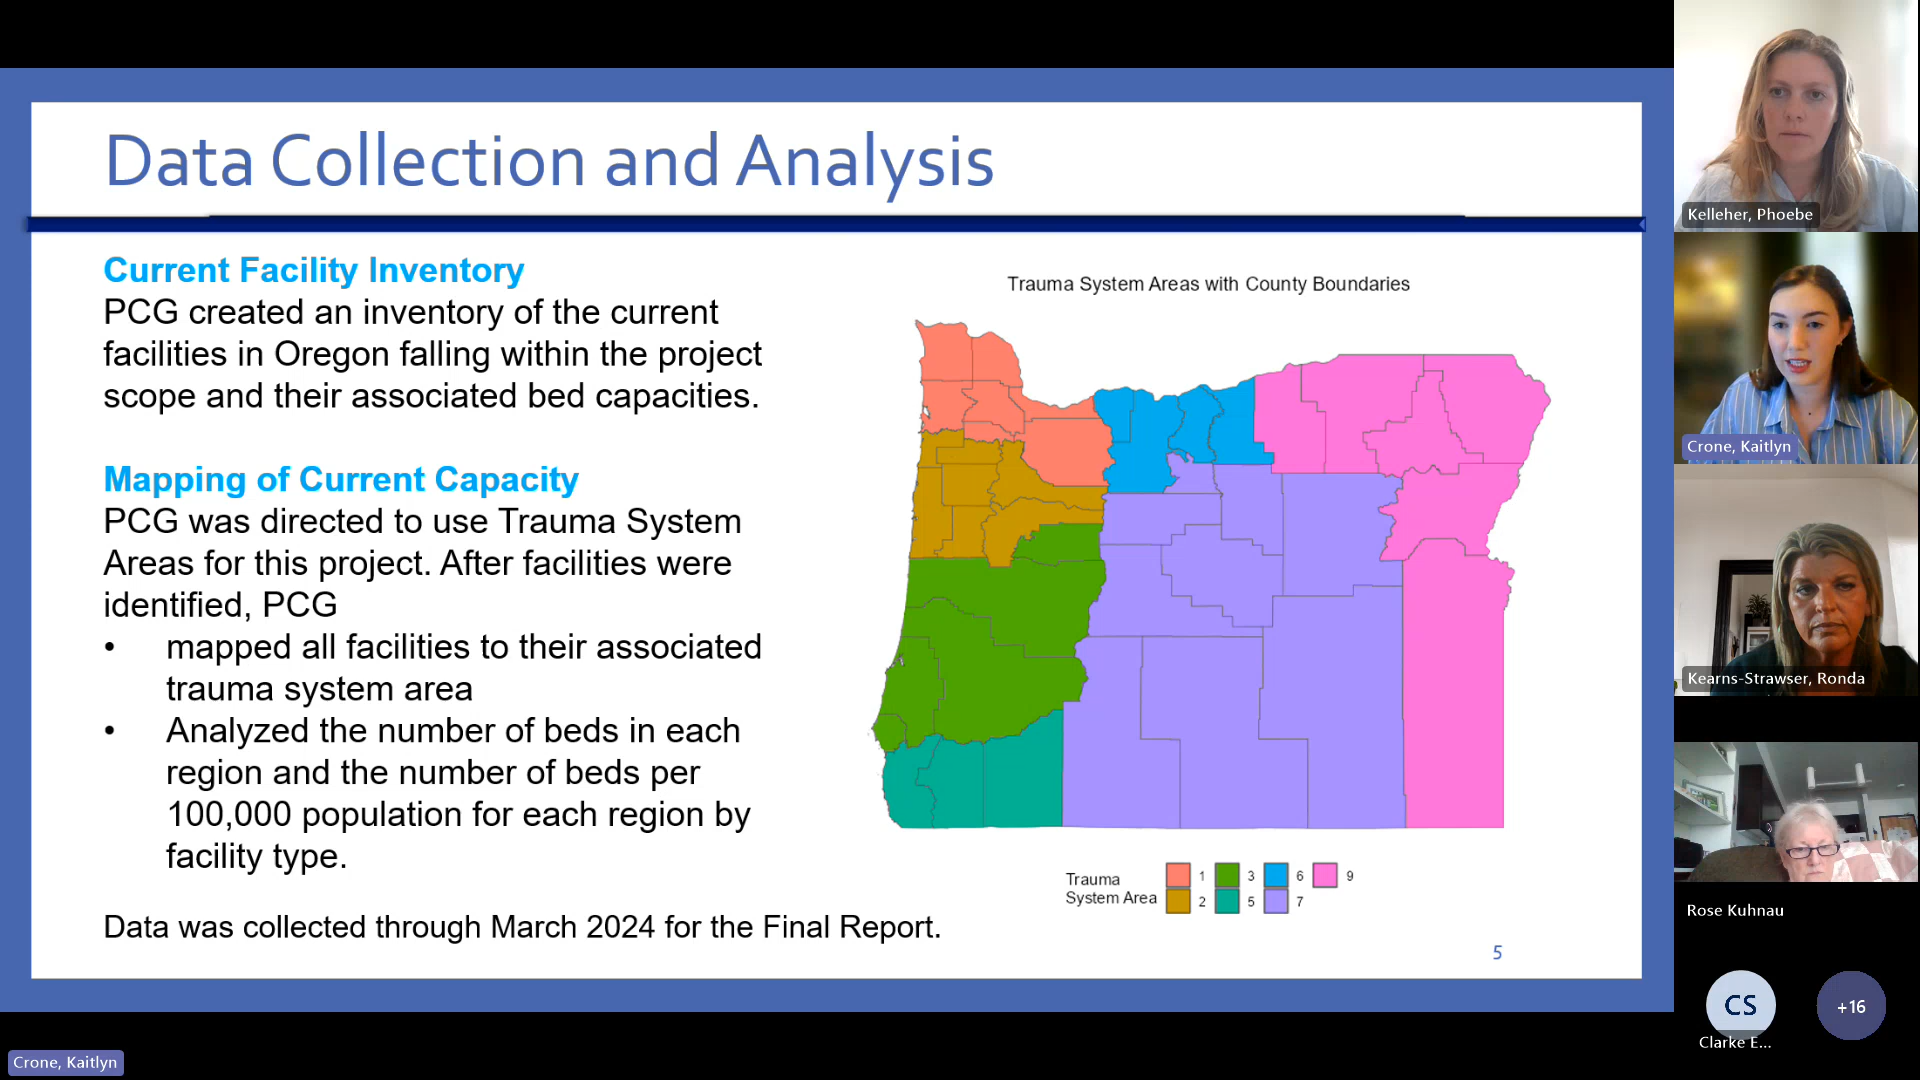 Data Collection and Analysis
Current Facility Inventory
PCG created an inventory of the current
facilities in Oregon falling within the project
scope and their associated bed capacities.
Mapping of Current Capacity
PCG was directed to use Trauma System
Areas for this project. After facilities were
identified, PCG
• mapped all facilities to their associated
trauma system area
• Analyzed the number of beds in each
region and the number of beds per
100,000 population for each region by
facility type.
Data was collected through March 2024 for the Final Report.
Trauma System Areas with County Boundaries
Trauma
System Area
1 3 6 9
2 5 7
5
Kelleher, Phoebe
Crone, Kaitlyn
Kearns-Strawser, Ronda
Rose Kuhnau
CS
Clarke E...
+16
Crone, Kaitlyn